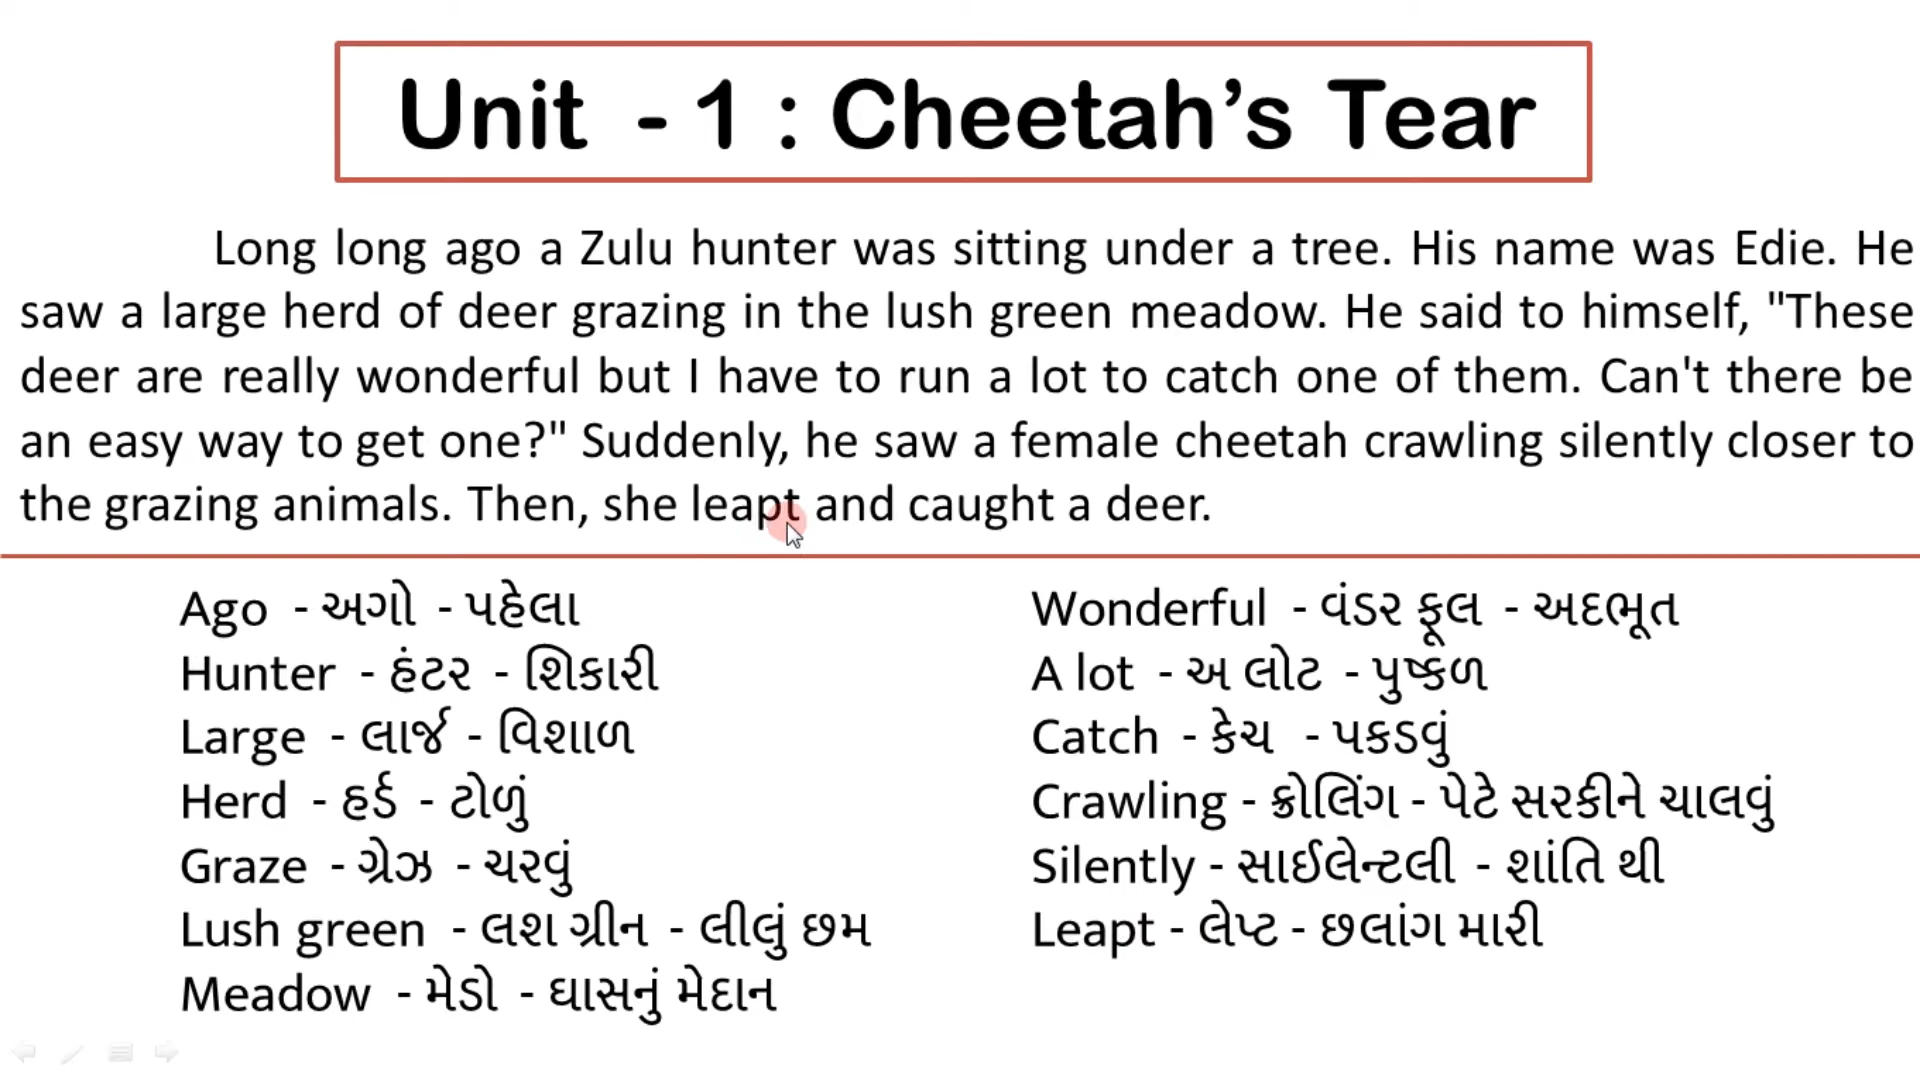 Unit - 1 : Cheetah’s Tear
Long long ago a Zulu hunter was sitting under a tree. His name was Edie. He
saw a large herd of deer grazing in the lush green meadow. He said to himself, "These
deer are really wonderful but I have to run a lot to catch one of them. Can't there be
an easy way to get one?" Suddenly, he saw a female cheetah crawling silently closer to
the grazing animals. Then, she leapt and caught a deer.
Ago - અગો - પહેલા
Hunter - હંટર - શિકારી
Large - લાર્જ - વિશાળ
Herd - હર્ડ - ટોળું
Graze - ગ્રેઝ - ચરવું
Lush green - લશ ગ્રીન - લીલું છમ
Meadow - મેડો - ઘાસનું મેદાન
Wonderful - વંડર ફૂલ - અદભૂત
A lot - અ લોટ - પુષ્કળ
Catch - કેચ - પકડવું
Crawling - ક્રોલિંગ - પેટે સરકીને ચાલવું
Silently - સાઈલેન્ટલી - શાંતિ થી
Leapt - લેપ્ટ - છલાંગ મારી